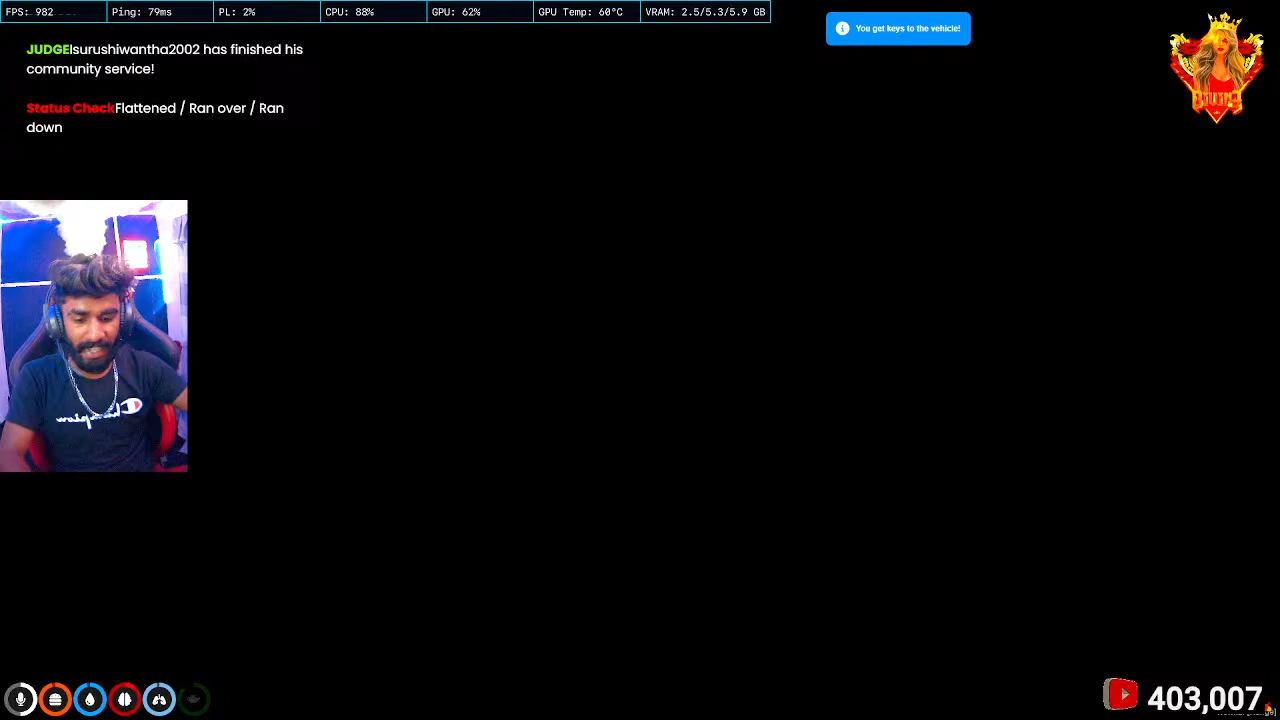 FPS: 982
Ping: 79ms
PL: 2%
CPU: 88%
GPU: 62%
GPU Temp: 60°C
VRAM: 2.5/5.3/5.9 GB
You get keys to the vehicle!
JUDGEIsurushiwantha2002 has finished his
community service!
Status CheckFlattened / Ran over / Ran
down
Champion
403,007